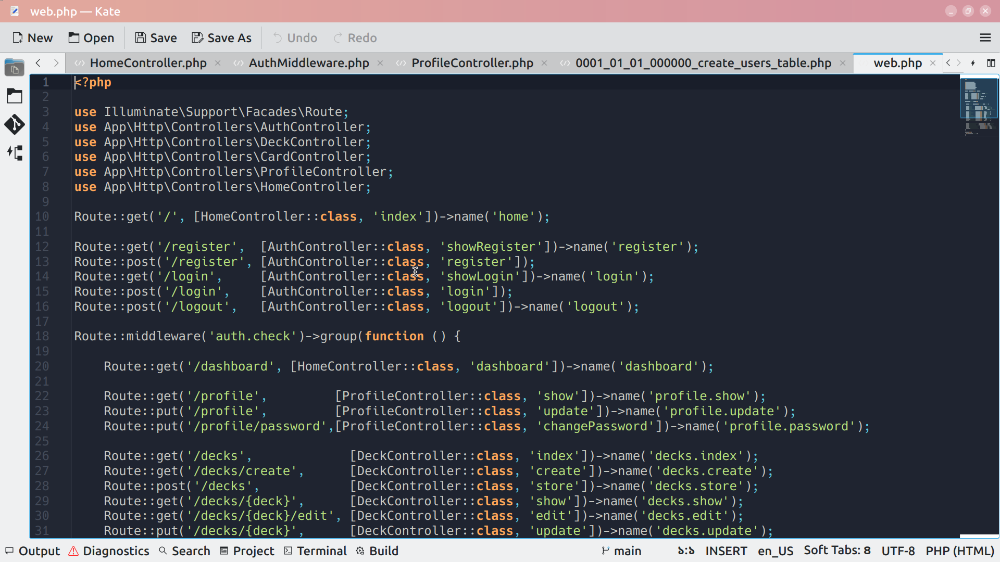 web.php — Kate
New Open Save Save As Undo Redo
HomeController.php AuthMiddleware.php ProfileController.php 0001_01_01_000000_create_users_table.php web.php
1 <?php
2
3 use Illuminate\Support\Facades\Route;
4 use App\Http\Controllers\AuthController;
5 use App\Http\Controllers\DeckController;
6 use App\Http\Controllers\CardController;
7 use App\Http\Controllers\ProfileController;
8 use App\Http\Controllers\HomeController;
9
10 Route::get('/', [HomeController::class, 'index'])->name('home');
11
12 Route::get('/register',  [AuthController::class, 'showRegister'])->name('register');
13 Route::post('/register', [AuthController::class, 'register']);
14 Route::get('/login',     [AuthController::class, 'showLogin'])->name('login');
15 Route::post('/login',    [AuthController::class, 'login']);
16 Route::post('/logout',   [AuthController::class, 'logout'])->name('logout');
17
18 Route::middleware('auth.check')->group(function () {
19
20     Route::get('/dashboard', [HomeController::class, 'dashboard'])->name('dashboard');
21
22     Route::get('/profile',         [ProfileController::class, 'show'])->name('profile.show');
23     Route::put('/profile',         [ProfileController::class, 'update'])->name('profile.update');
24     Route::put('/profile/password',[ProfileController::class, 'changePassword'])->name('profile.password');
25
26     Route::get('/decks',             [DeckController::class, 'index'])->name('decks.index');
27     Route::get('/decks/create',      [DeckController::class, 'create'])->name('decks.create');
28     Route::post('/decks',            [DeckController::class, 'store'])->name('decks.store');
29     Route::get('/decks/{deck}',      [DeckController::class, 'show'])->name('decks.show');
30     Route::get('/decks/{deck}/edit', [DeckController::class, 'edit'])->name('decks.edit');
31     Route::put('/decks/{deck}',      [DeckController::class, 'update'])->name('decks.update');
Output Diagnostics Search Project Terminal Build main ১:১ INSERT en_US Soft Tabs: 8 UTF-8 PHP (HTML)